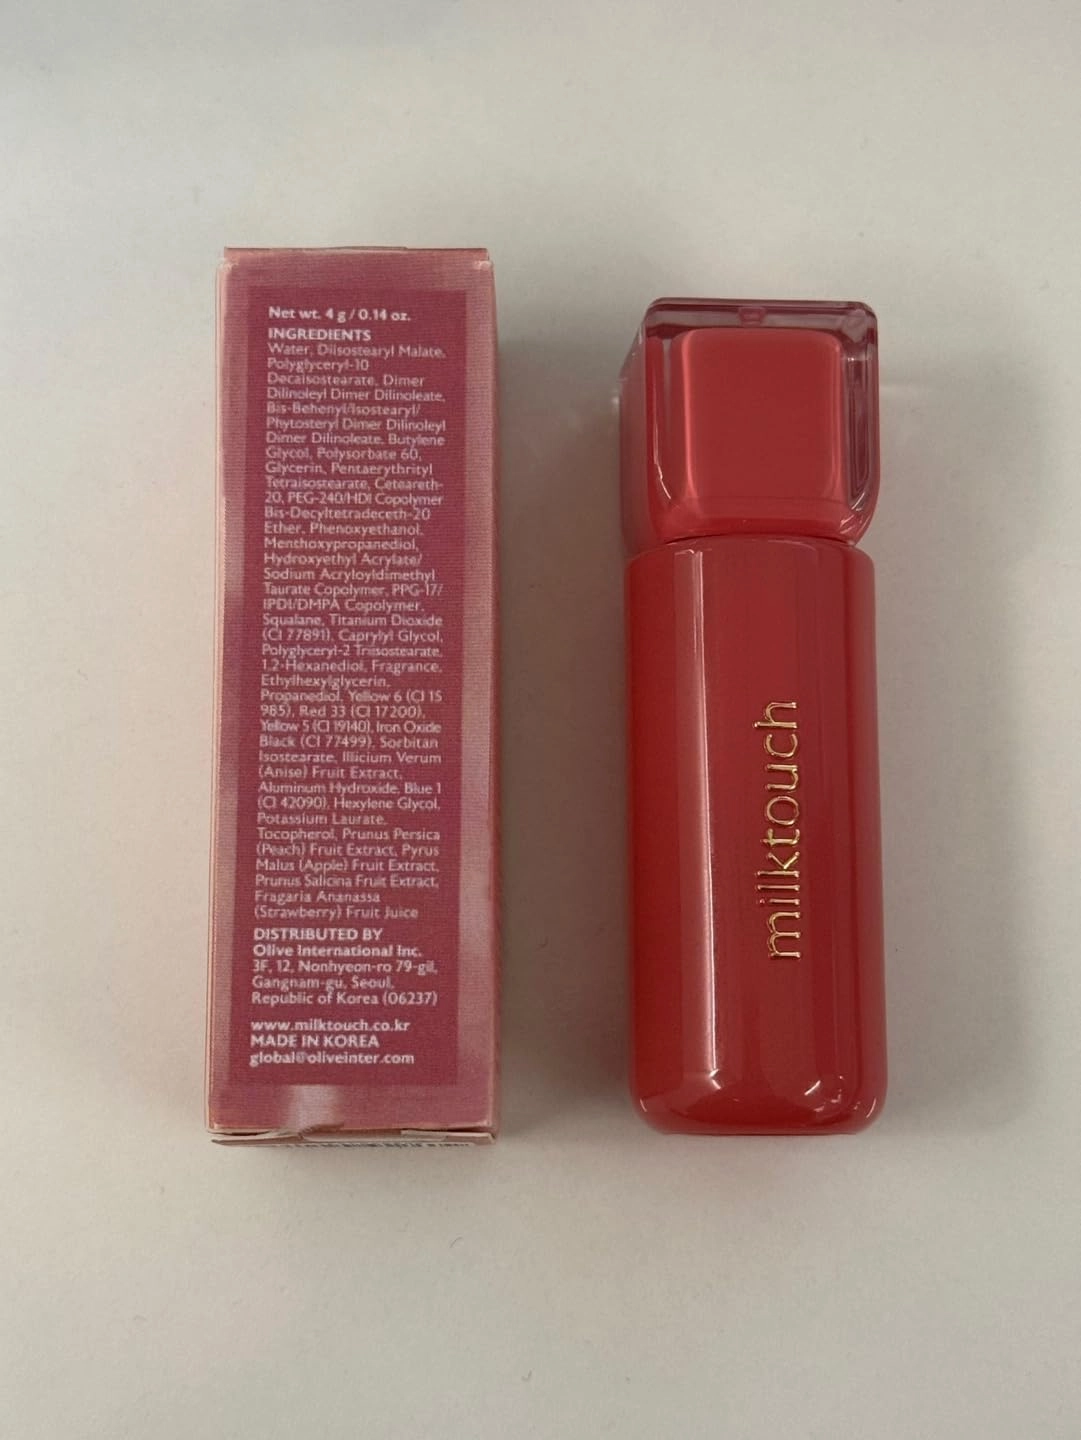 Net wt. 4 g / 0.14 oz.
INGREDIENTS
Water, Diisostearyl Malate,
Polyglyceryl-10
Decaisostearate, Dimer
Dilinoleyl Dimer Dilinoleate,
Bis-Behenyl/Isostearyl/
Phytosteryl Dimer Dilinoleyl
Dimer Dilinoleate, Butylene
Glycol, Polysorbate 60,
Glycerin, Pentaerythrityl
Tetraisostearate, Ceteareth-
20, PEG-240/HDI Copolymer
Bis-Decyltetradeceth-20
Ether, Phenoxyethanol,
Menthoxypropanediol,
Hydroxyethyl Acrylate/
Sodium Acryloyldimethyl
Taurate Copolymer, PPG-17/
IPDI/DMPA Copolymer,
Squalane, Titanium Dioxide
(CI 77891), Caprylyl Glycol,
Polyglyceryl-2 Triisostearate,
1,2-Hexanediol, Fragrance,
Ethylhexylglycerin,
Propanediol, Yellow 6 (CI 15
985), Red 33 (CI 17200),
Yellow 5 (CI 19140), Iron Oxide
Black (CI 77499), Sorbitan
Isostearate, Illicium Verum
(Anise) Fruit Extract,
Aluminum Hydroxide, Blue 1
(CI 42090), Hexylene Glycol,
Potassium Laurate,
Tocopherol, Prunus Persica
(Peach) Fruit Extract, Pyrus
Malus (Apple) Fruit Extract,
Prunus Salicina Fruit Extract,
Fragaria Ananassa
(Strawberry) Fruit Juice
DISTRIBUTED BY
Olive International Inc.
3F, 12, Nonhyeon-ro 79-gil,
Gangnam-gu, Seoul,
Republic of Korea (06237)
www.milktouch.co.kr
MADE IN KOREA
global@oliveinter.com
milktouch